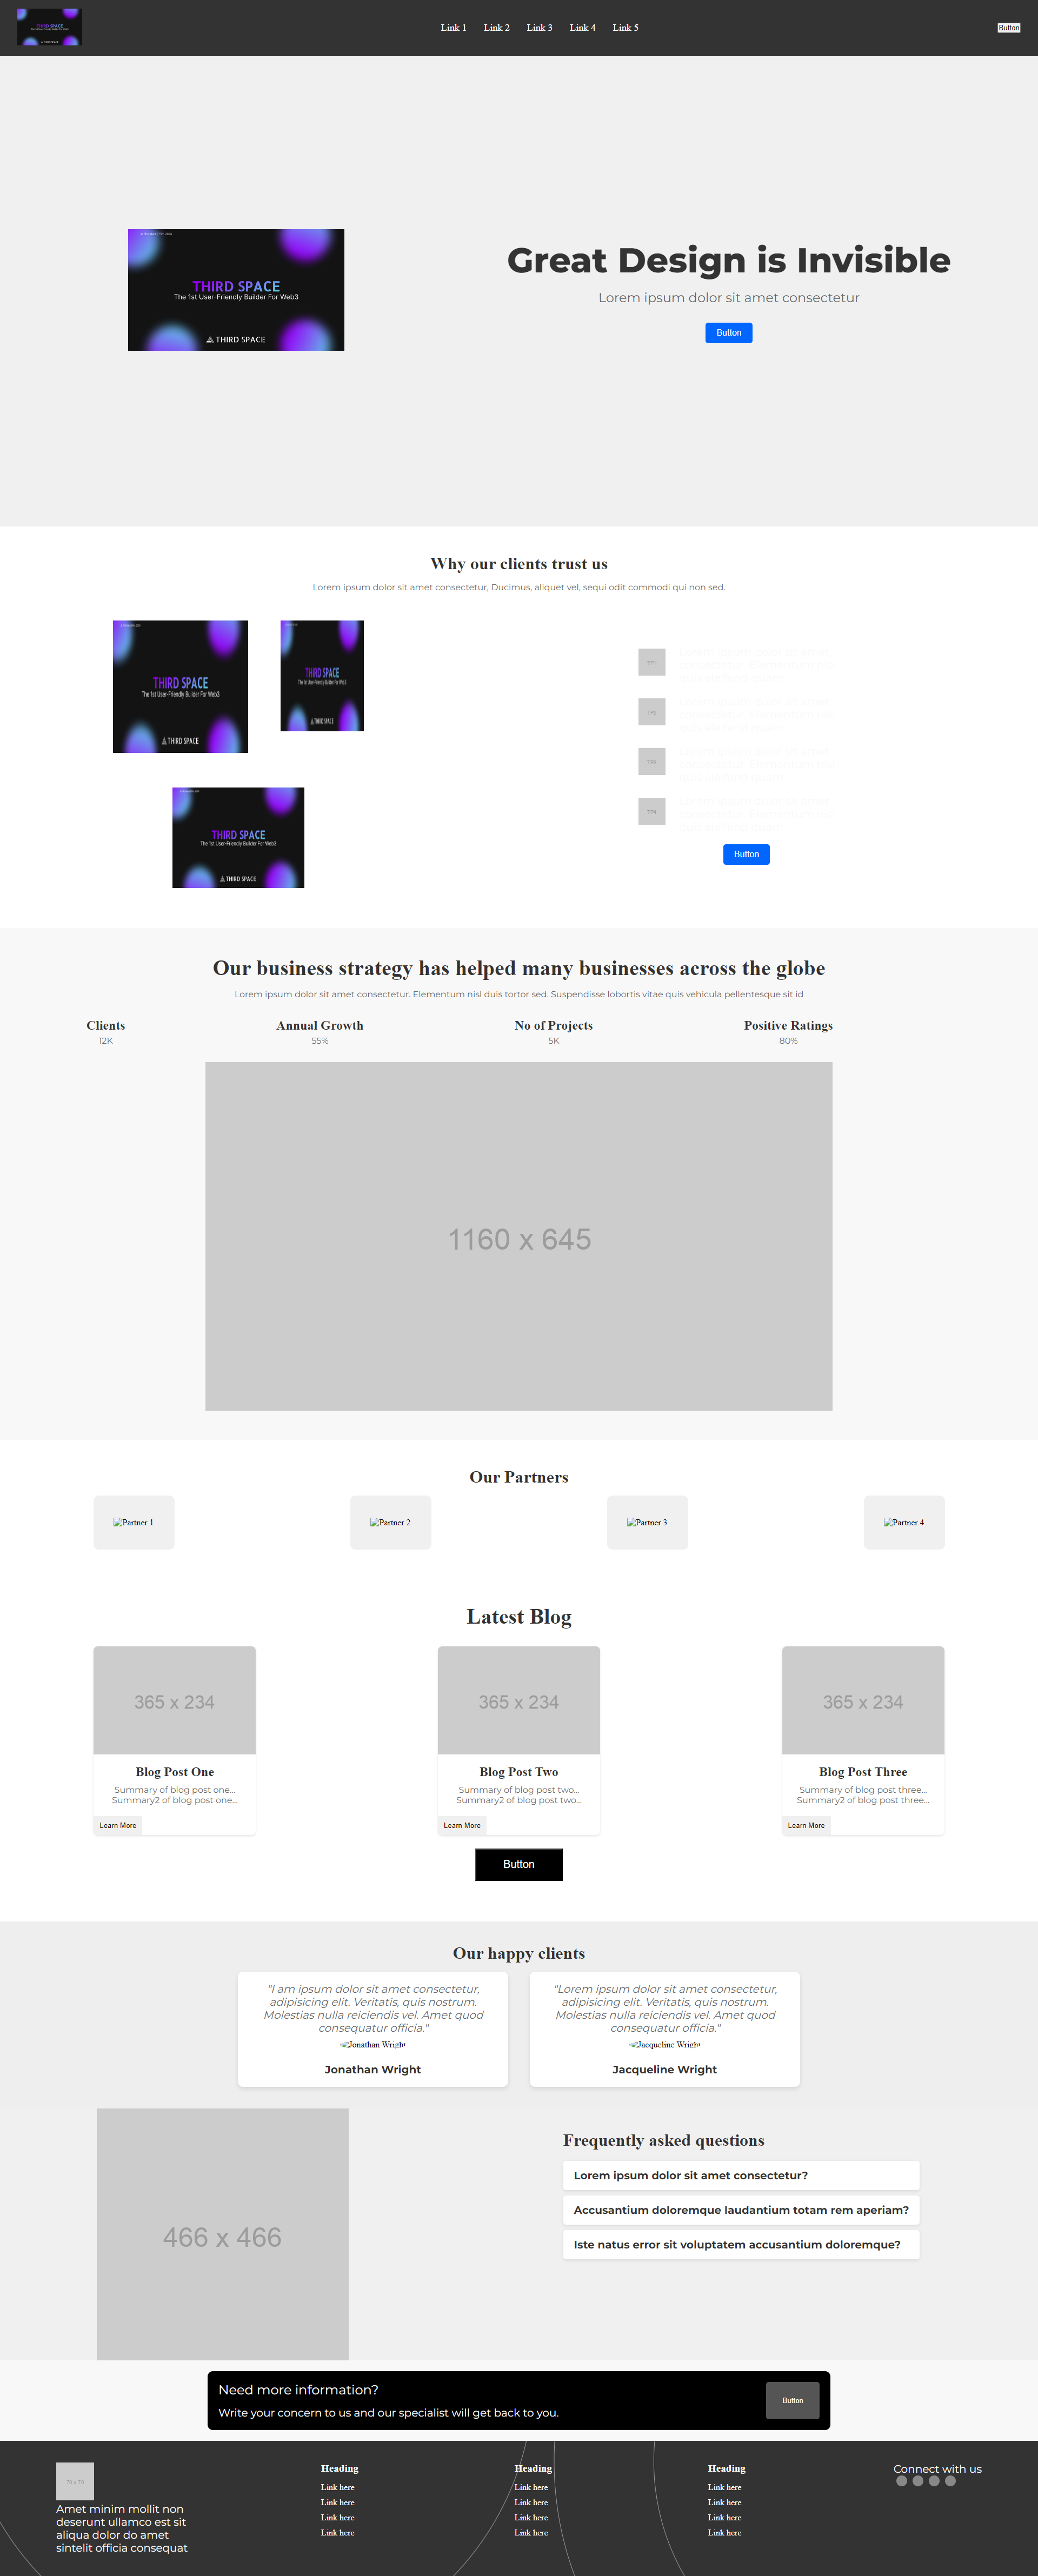 THIRD SPACE
Link 1
Link 2
Link 3
Link 4
Link 5
Button
THIRD SPACE
The 1st User-Friendly Builder For Web3
THIRD SPACE
Great Design is Invisible
Lorem ipsum dolor sit amet consectetur
Button
Why our clients trust us
Lorem ipsum dolor sit amet consectetur, Ducimus, aliquet vel, sequi odit commodi qui non sed.
THIRD SPACE
The 1st User-Friendly Builder For Web3
THIRD SPACE
THIRD SPACE
The 1st User-Friendly Builder For Web3
THIRD SPACE
THIRD SPACE
The 1st User-Friendly Builder For Web3
THIRD SPACE
TP1
TP2
TP3
TP4
Button
Our business strategy has helped many businesses across the globe
Lorem ipsum dolor sit amet consectetur. Elementum nisl duis tortor sed. Suspendisse lobortis vitae quis vehicula pellentesque sit id
Clients
12K
Annual Growth
55%
No of Projects
5K
Positive Ratings
80%
1160 x 645
Our Partners
Partner 1
Partner 2
Partner 3
Partner 4
Latest Blog
365 x 234
Blog Post One
Summary of blog post one...
Summary2 of blog post one...
Learn More
365 x 234
Blog Post Two
Summary of blog post two...
Summary2 of blog post two...
Learn More
365 x 234
Blog Post Three
Summary of blog post three...
Summary2 of blog post three...
Learn More
Button
Our happy clients
"I am ipsum dolor sit amet consectetur,
adipisicing elit. Veritatis, quis nostrum.
Molestias nulla reiciendis vel. Amet quod
consequatur officia."
Jonathan Wright
Jonathan Wright
"Lorem ipsum dolor sit amet consectetur,
adipisicing elit. Veritatis, quis nostrum.
Molestias nulla reiciendis vel. Amet quod
consequatur officia."
Jacqueline Wright
Jacqueline Wright
466 x 466
Frequently asked questions
Lorem ipsum dolor sit amet consectetur?
Accusantium doloremque laudantium totam rem aperiam?
Iste natus error sit voluptatem accusantium doloremque?
Need more information?
Write your concern to us and our specialist will get back to you.
Button
70 x 70
Amet minim mollit non
deserunt ullamco est sit
aliqua dolor do amet
sintelit officia consequat
Heading
Link here
Link here
Link here
Link here
Heading
Link here
Link here
Link here
Link here
Heading
Link here
Link here
Link here
Link here
Connect with us